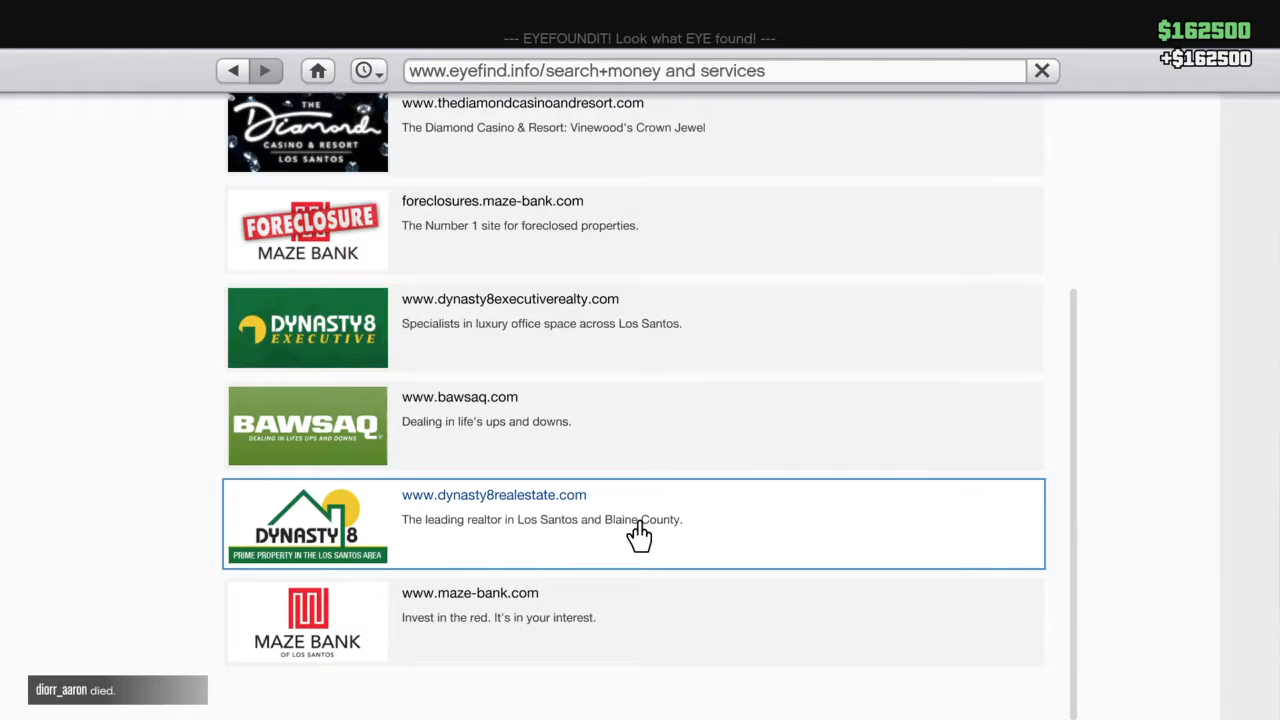 $162500
--- EYEFOUNDIT! Look what EYE found! ---
+$162500
www.eyefind.info/search+money and services
THE
Diamond
CASINO & RESORT
LOS SANTOS
www.thediamondcasinoandresort.com
The Diamond Casino & Resort: Vinewood's Crown Jewel
FORECLOSURE
MAZE BANK
foreclosures.maze-bank.com
The Number 1 site for foreclosed properties.
DYNASTY8
EXECUTIVE
www.dynasty8executiverealty.com
Specialists in luxury office space across Los Santos.
BAWSAQ
DEALING IN LIFES UPS AND DOWNS
www.bawsaq.com
Dealing in life's ups and downs.
DYNASTY 8
PRIME PROPERTY IN THE LOS SANTOS AREA
www.dynasty8realestate.com
The leading realtor in Los Santos and Blaine County.
MAZE BANK
OF LOS SANTOS
www.maze-bank.com
Invest in the red. It's in your interest.
diorr_aaron died.